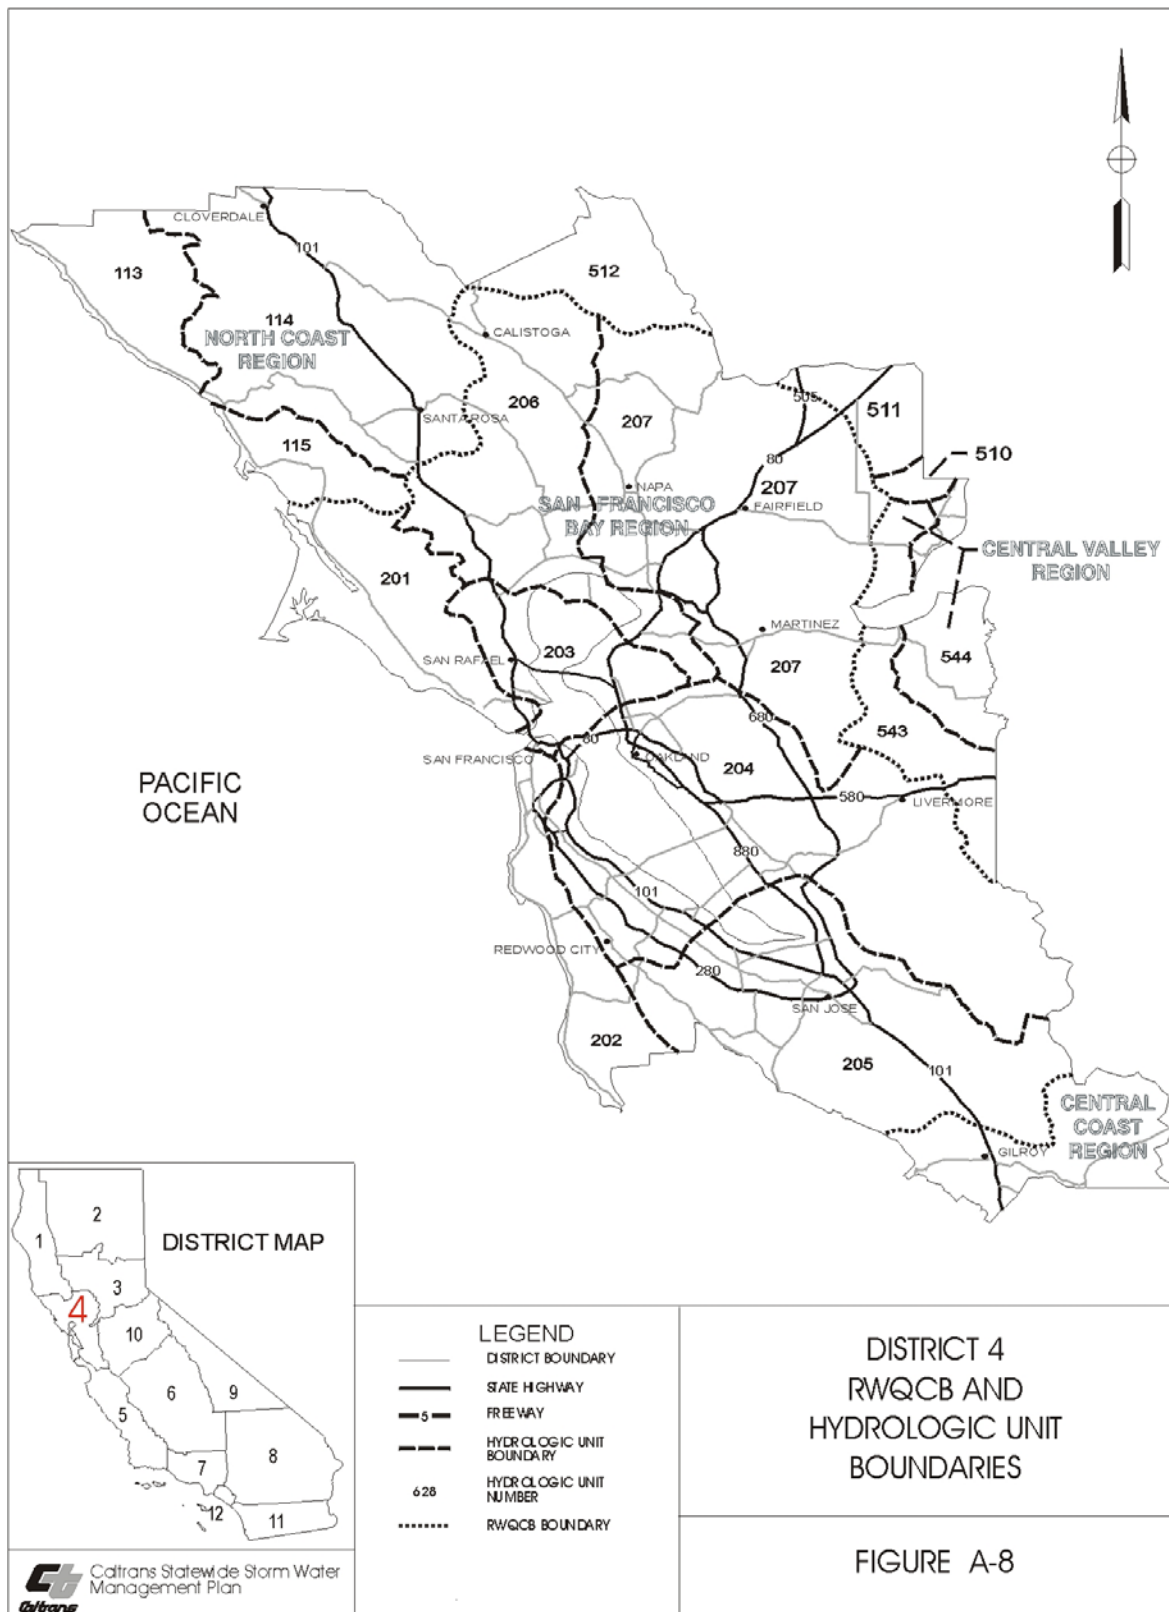 CLOVERDALE
101
512
113
114
NORTH COAST
REGION
CALISTOGA
505
206
207
511
SANTA ROSA
115
80
510
NAPA
207
SAN FRANCISCO
BAY REGION
FAIRFIELD
CENTRAL VALLEY
REGION
201
MARTINEZ
SAN RAFAEL
203
207
544
680
543
SAN FRANCISCO
80
OAKLAND
204
PACIFIC
OCEAN
580
LIVERMORE
880
101
REDWOOD CITY
280
SAN JOSE
202
205
101
CENTRAL
COAST
REGION
GILROY
DISTRICT MAP
1
2
3
4
10
6
9
5
8
7
12
11
LEGEND
DISTRICT BOUNDARY
STATE HIGHWAY
5
FREEWAY
HYDROLOGIC UNIT
BOUNDARY
628
HYDROLOGIC UNIT
NUMBER
RWQCB BOUNDARY
DISTRICT 4
RWQCB AND
HYDROLOGIC UNIT
BOUNDARIES
FIGURE A-8
Caltrans Statewide Storm Water
Management Plan
Caltrans